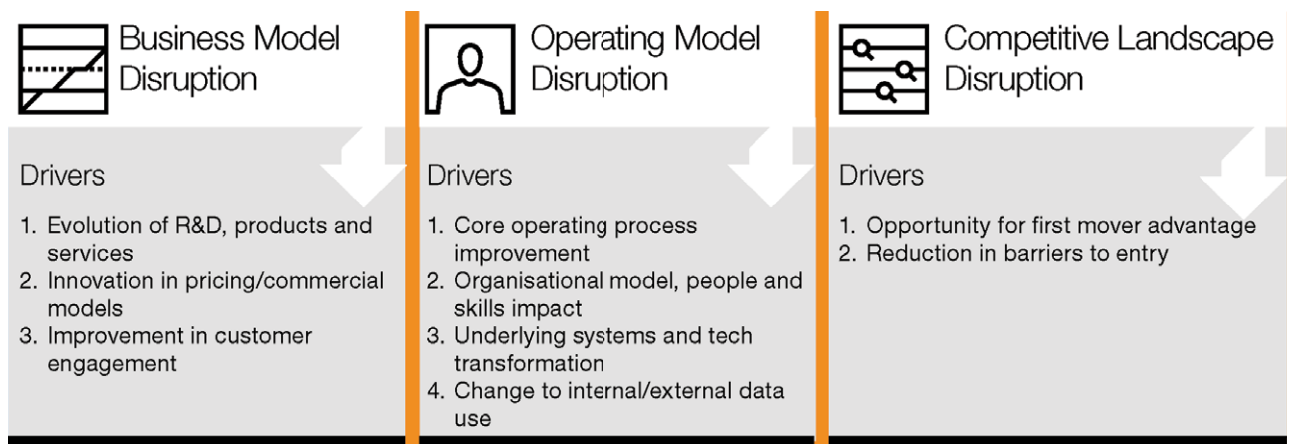 Business Model
Disruption
Drivers
1. Evolution of R&D, products and
services
2. Innovation in pricing/commercial
models
3. Improvement in customer
engagement
Operating Model
Disruption
Drivers
1. Core operating process
improvement
2. Organisational model, people and
skills impact
3. Underlying systems and tech
transformation
4. Change to internal/external data
use
Competitive Landscape
Disruption
Drivers
1. Opportunity for first mover advantage
2. Reduction in barriers to entry